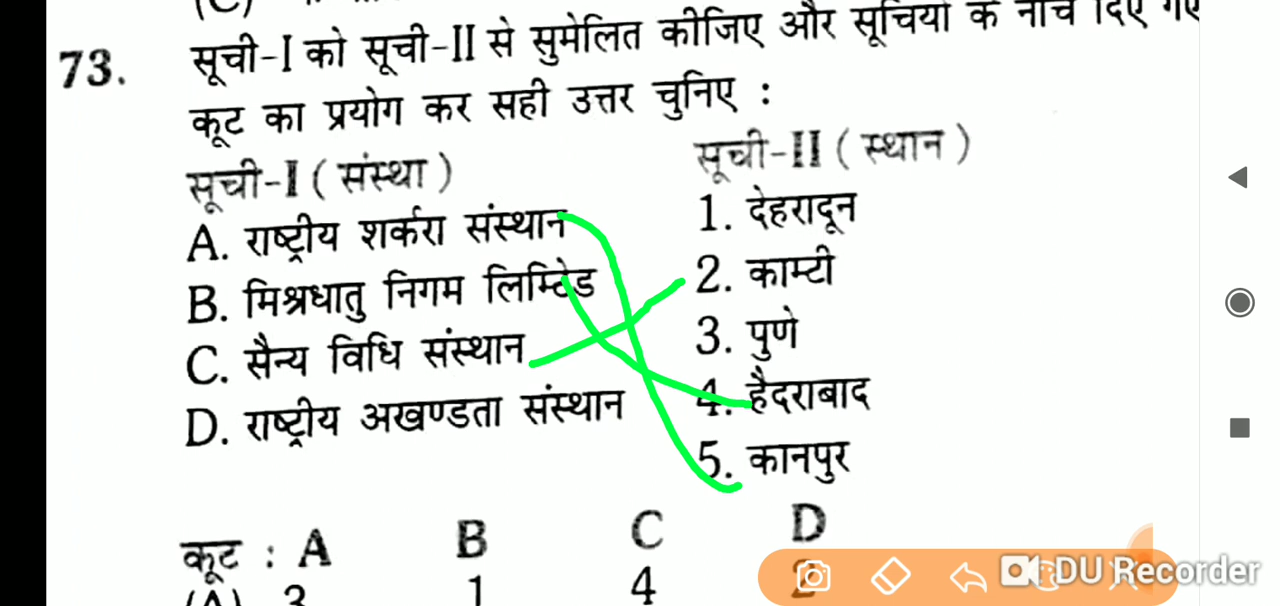 73. सूची-I को सूची-II से सुमेलित कीजिए और सूचियों के नीचे दिए गए
कूट का प्रयोग कर सही उत्तर चुनिए :
सूची-I ( संस्था ) सूची-II ( स्थान )
A. राष्ट्रीय शर्करा संस्थान 1. देहरादून
B. मिश्रधातु निगम लिम्टिेड 2. काम्टी
C. सैन्य विधि संस्थान 3. पुणे
D. राष्ट्रीय अखण्डता संस्थान 4. हैदराबाद
5. कानपुर
कूट : A B C D
(A) 3 1 4 2
DU Recorder